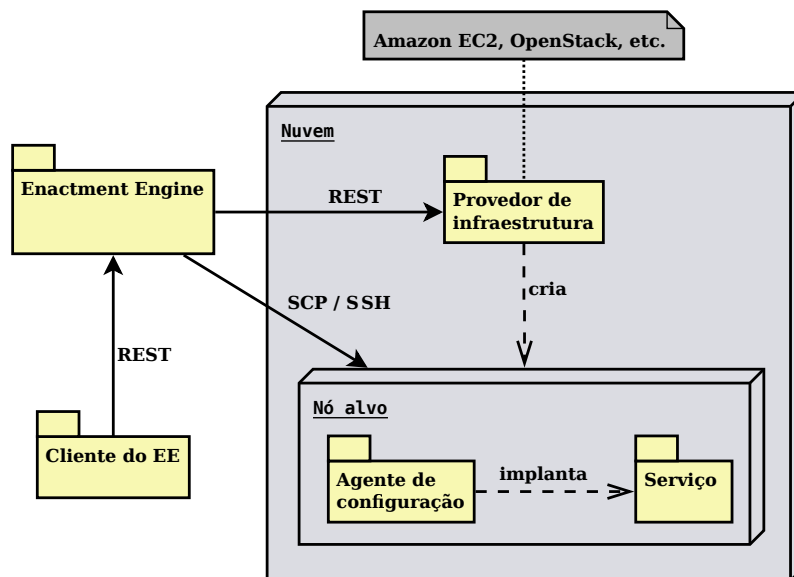 Amazon EC2, OpenStack, etc.
Nuvem
Enactment Engine
REST
Provedor de
infraestrutura
cria
SCP / SSH
REST
Nó alvo
Cliente do EE
Agente de
configuração
implanta
Serviço